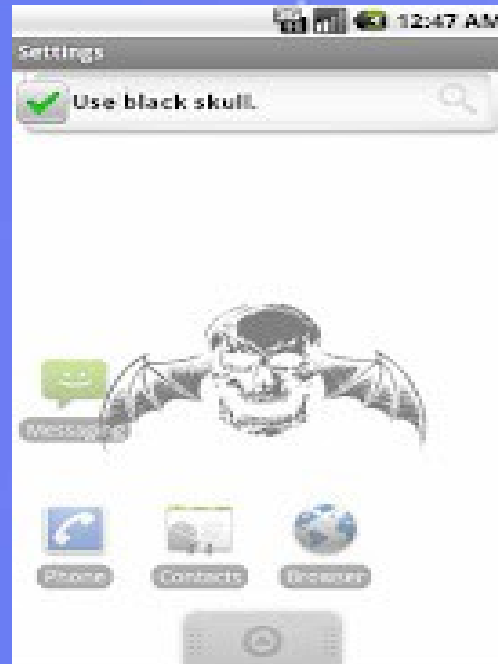 12:47 AM
Settings
Use black skull.
Messaging
Phone Contacts Browser